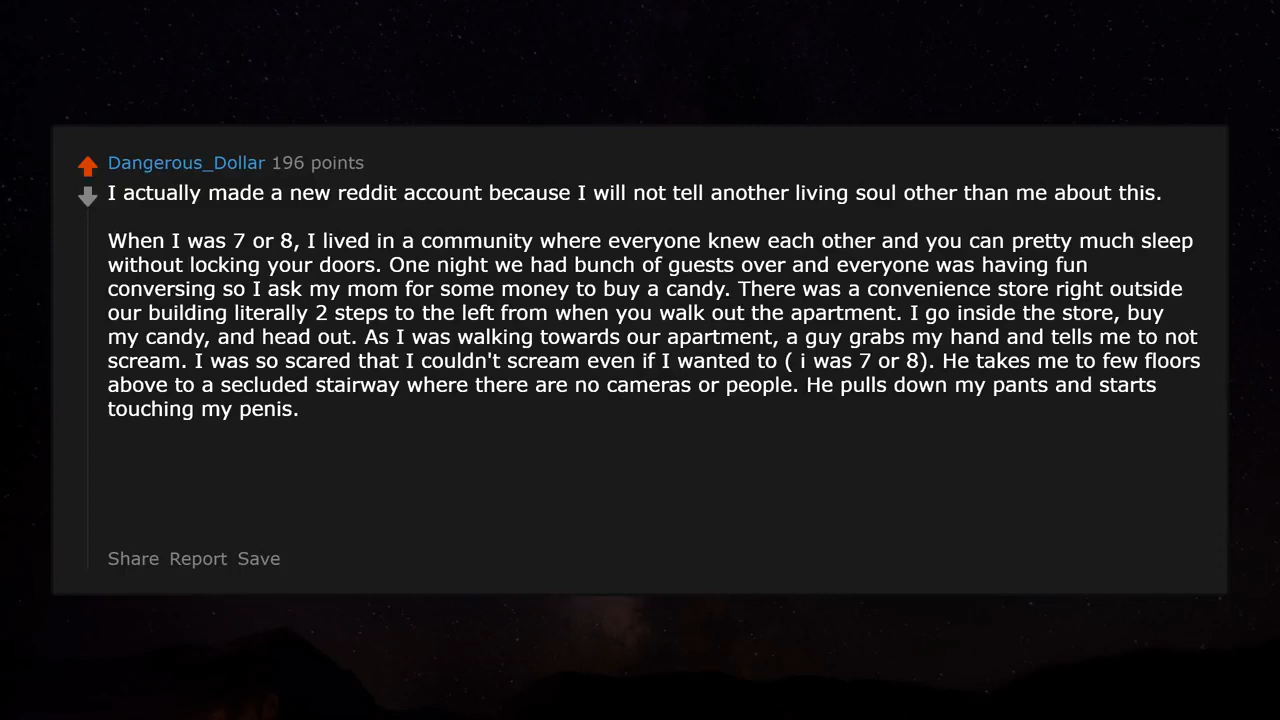 Dangerous_Dollar 196 points
I actually made a new reddit account because I will not tell another living soul other than me about this.
When I was 7 or 8, I lived in a community where everyone knew each other and you can pretty much sleep
without locking your doors. One night we had bunch of guests over and everyone was having fun
conversing so I ask my mom for some money to buy a candy. There was a convenience store right outside
our building literally 2 steps to the left from when you walk out the apartment. I go inside the store, buy
my candy, and head out. As I was walking towards our apartment, a guy grabs my hand and tells me to not
scream. I was so scared that I couldn't scream even if I wanted to ( i was 7 or 8). He takes me to few floors
above to a secluded stairway where there are no cameras or people. He pulls down my pants and starts
touching my penis.
Share Report Save